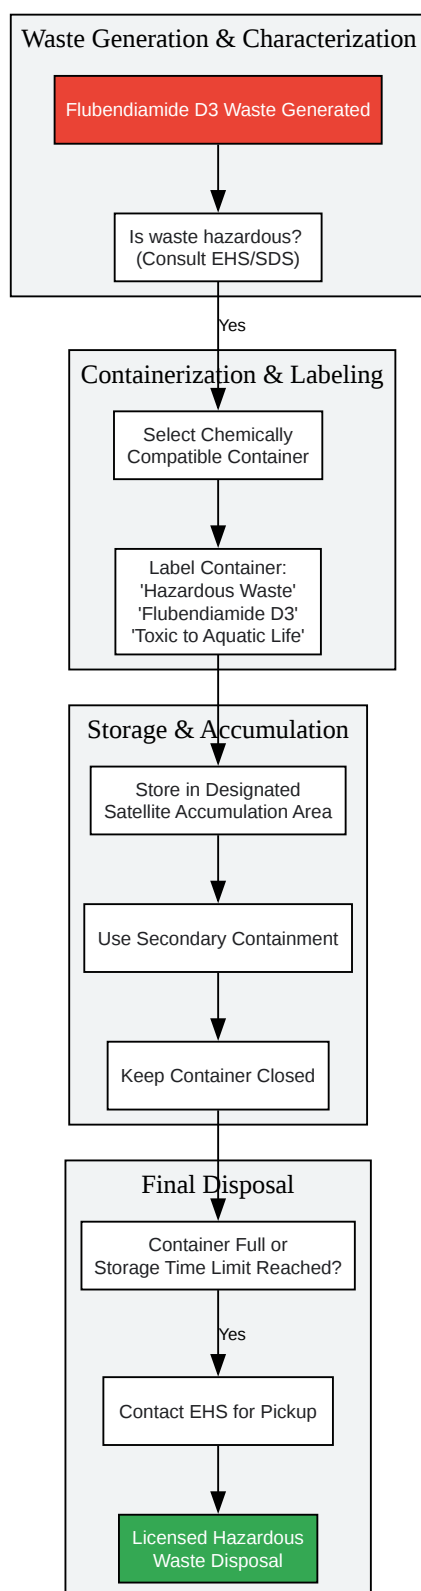 Waste Generation & Characterization
Flubendiamide D3 Waste Generated
Is waste hazardous?
(Consult EHS/SDS)
Yes
Containerization & Labeling
Select Chemically
Compatible Container
Label Container:
'Hazardous Waste'
'Flubendiamide D3'
'Toxic to Aquatic Life'
Storage & Accumulation
Store in Designated
Satellite Accumulation Area
Use Secondary Containment
Keep Container Closed
Final Disposal
Container Full or
Storage Time Limit Reached?
Yes
Contact EHS for Pickup
Licensed Hazardous
Waste Disposal